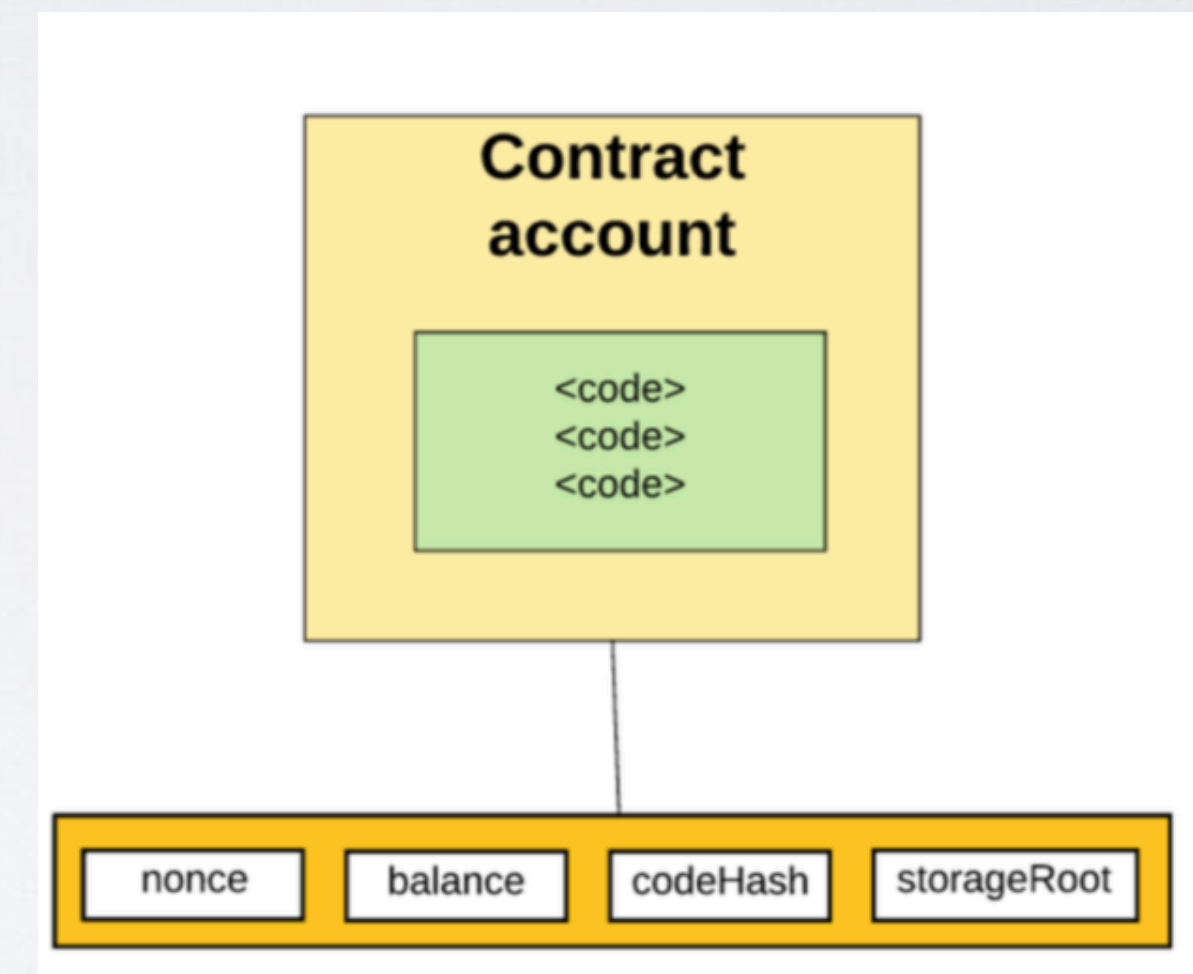 Contract
account
<code>
<code>
<code>
nonce
balance
codeHash
storageRoot